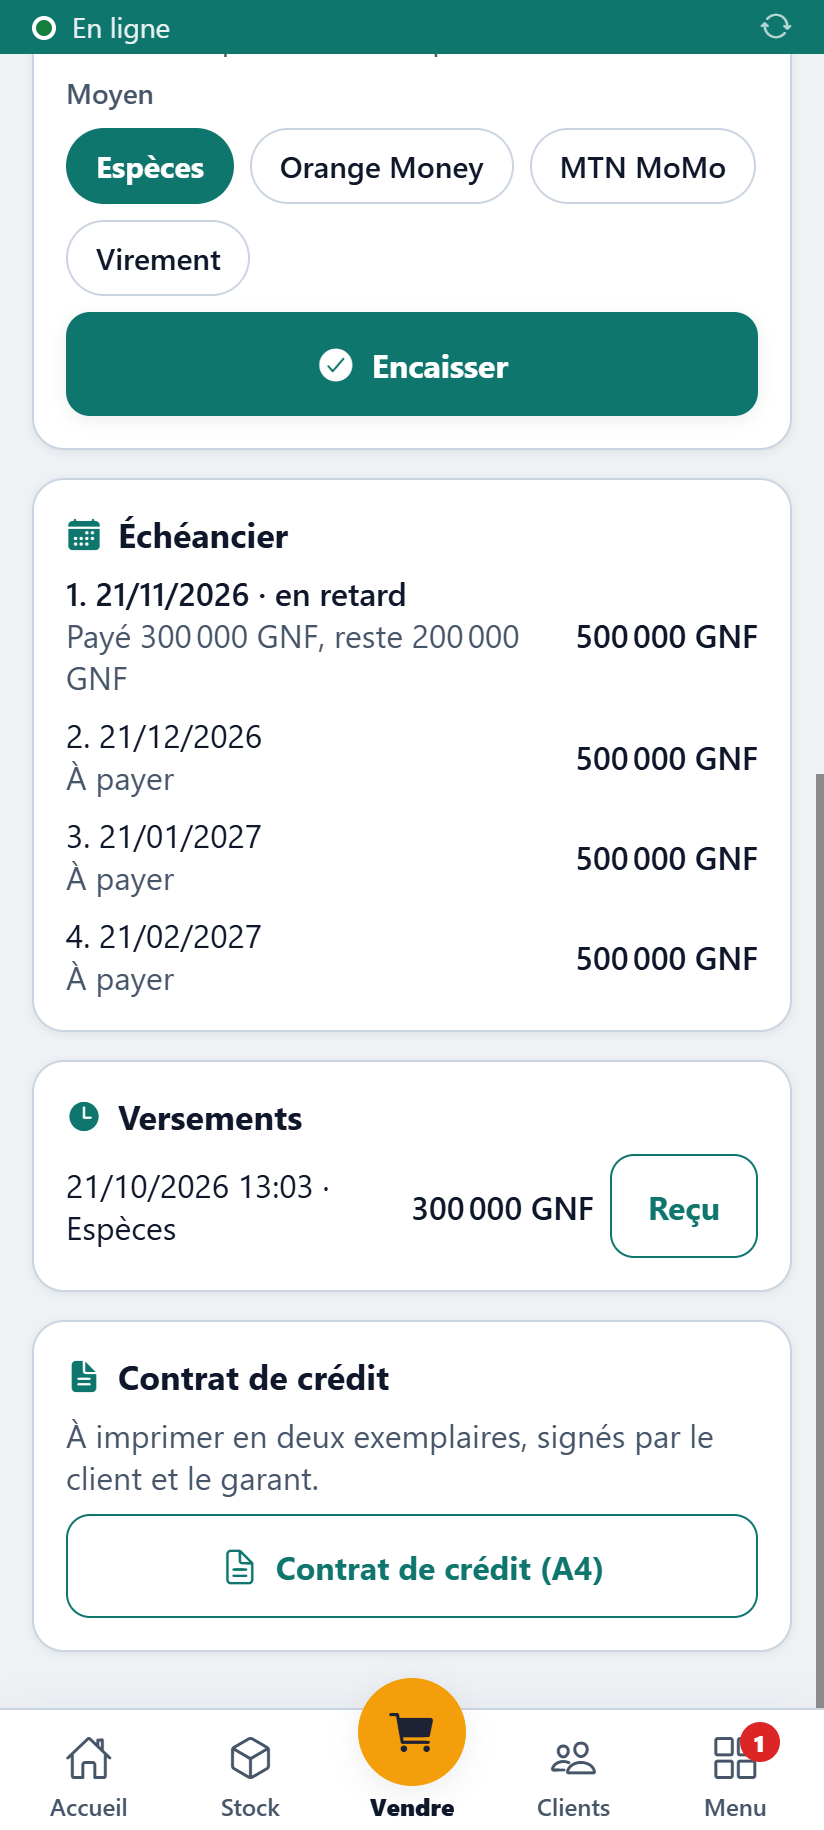 En ligne
Moyen
Espèces
Orange Money
MTN MoMo
Virement
Encaisser
Échéancier
1. 21/11/2026 · en retard
Payé 300 000 GNF, reste 200 000
GNF
500 000 GNF
2. 21/12/2026
À payer
500 000 GNF
3. 21/01/2027
À payer
500 000 GNF
4. 21/02/2027
À payer
500 000 GNF
Versements
21/10/2026 13:03 ·
Espèces
300 000 GNF
Reçu
Contrat de crédit
À imprimer en deux exemplaires, signés par le
client et le garant.
Contrat de crédit (A4)
1
Accueil
Stock
Vendre
Clients
Menu